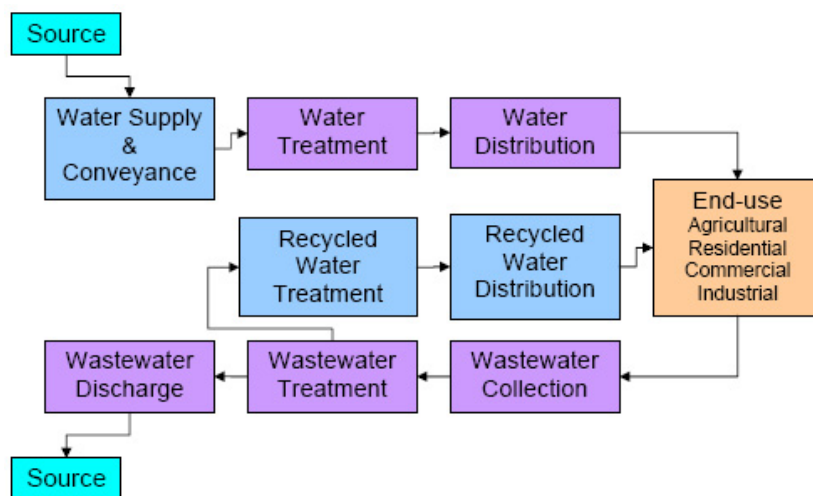 Source
Water Supply
&
Conveyance
Water
Treatment
Water
Distribution
End-use
Agricultural
Residential
Commercial
Industrial
Recycled
Water
Treatment
Recycled
Water
Distribution
Wastewater
Discharge
Wastewater
Treatment
Wastewater
Collection
Source